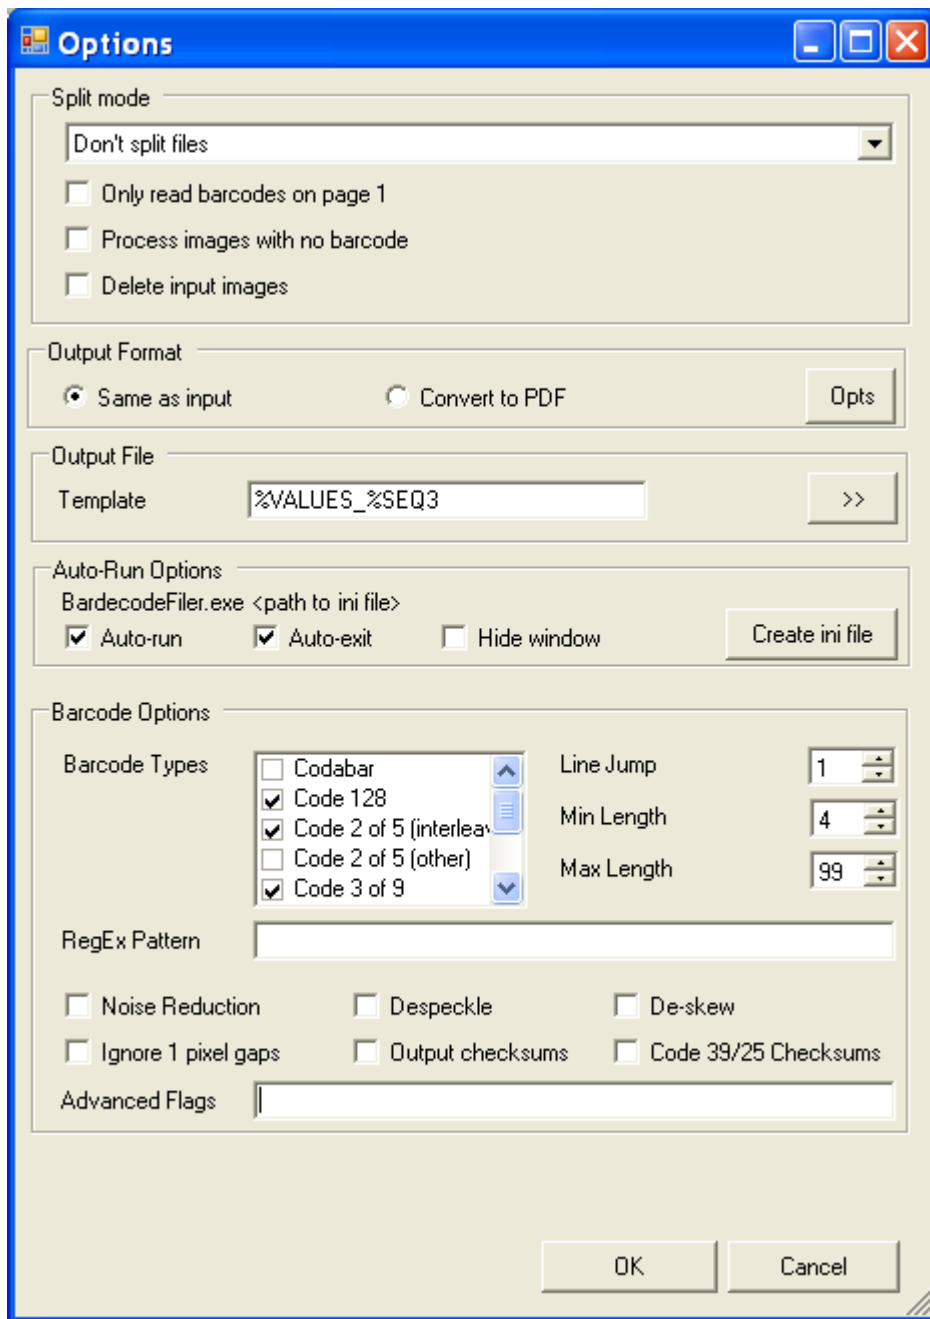 Options
Split mode
Don't split files
Only read barcodes on page 1
Process images with no barcode
Delete input images
Output Format
Same as input Convert to PDF Opts
Output File
Template %VALUES_%SEQ3 >>
Auto-Run Options
BardecodeFiler.exe <path to ini file>
Auto-run Auto-exit Hide window Create ini file
Barcode Options
Barcode Types Codabar Line Jump 1
Code 128
Code 2 of 5 (interleav Min Length 4
Code 2 of 5 (other)
Code 3 of 9 Max Length 99
RegEx Pattern
Noise Reduction Despeckle De-skew
Ignore 1 pixel gaps Output checksums Code 39/25 Checksums
Advanced Flags
OK Cancel